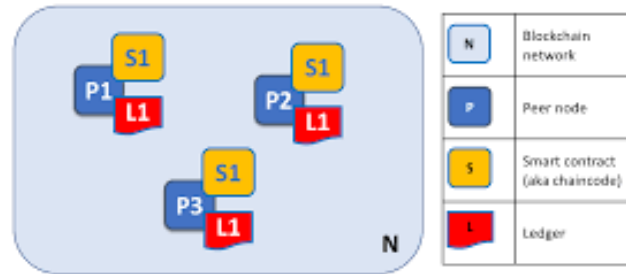 S1
P1
L1
S1
P2
L1
S1
P3
L1
N
N
Blockchain
network
P
Peer node
S
Smart contract
(aka chaincode)
L
Ledger